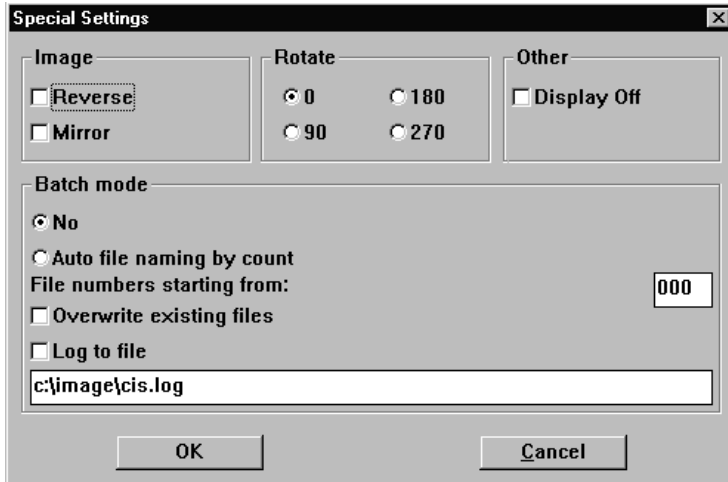 Special Settings
Image
Reverse
Mirror
Rotate
0
180
90
270
Other
Display Off
Batch mode
No
Auto file naming by count
File numbers starting from:
000
Overwrite existing files
Log to file
c:\image\cis.log
OK
Cancel